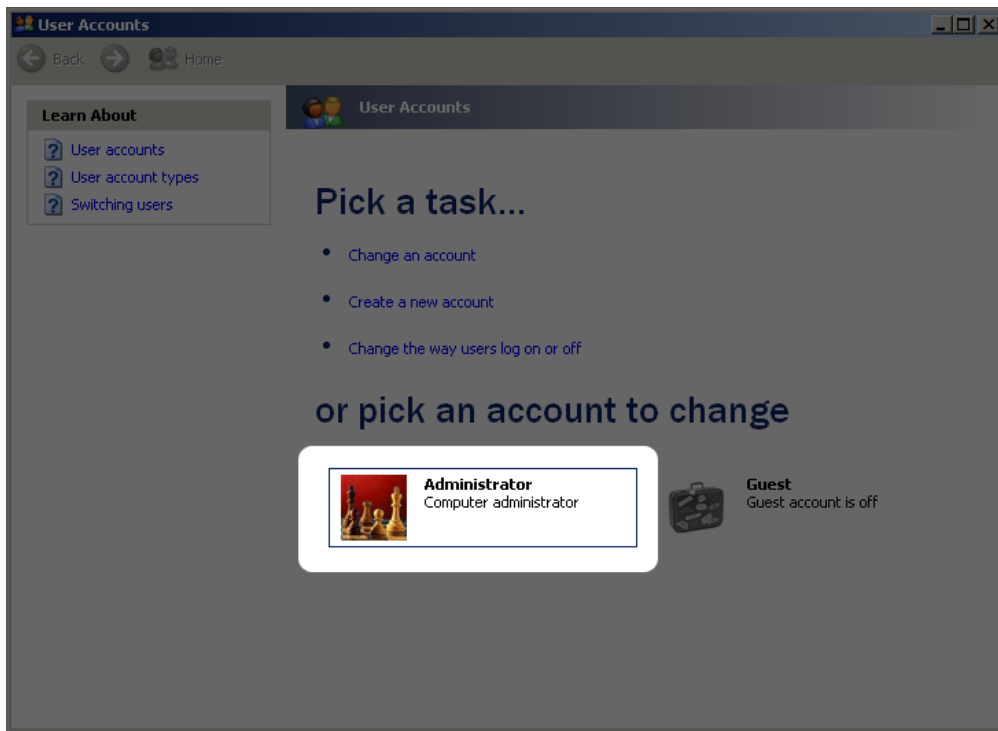 User Accounts
Back Home
Learn About
User accounts
User account types
Switching users
User Accounts
Pick a task...
Change an account
Create a new account
Change the way users log on or off
or pick an account to change
Administrator
Computer administrator
Guest
Guest account is off